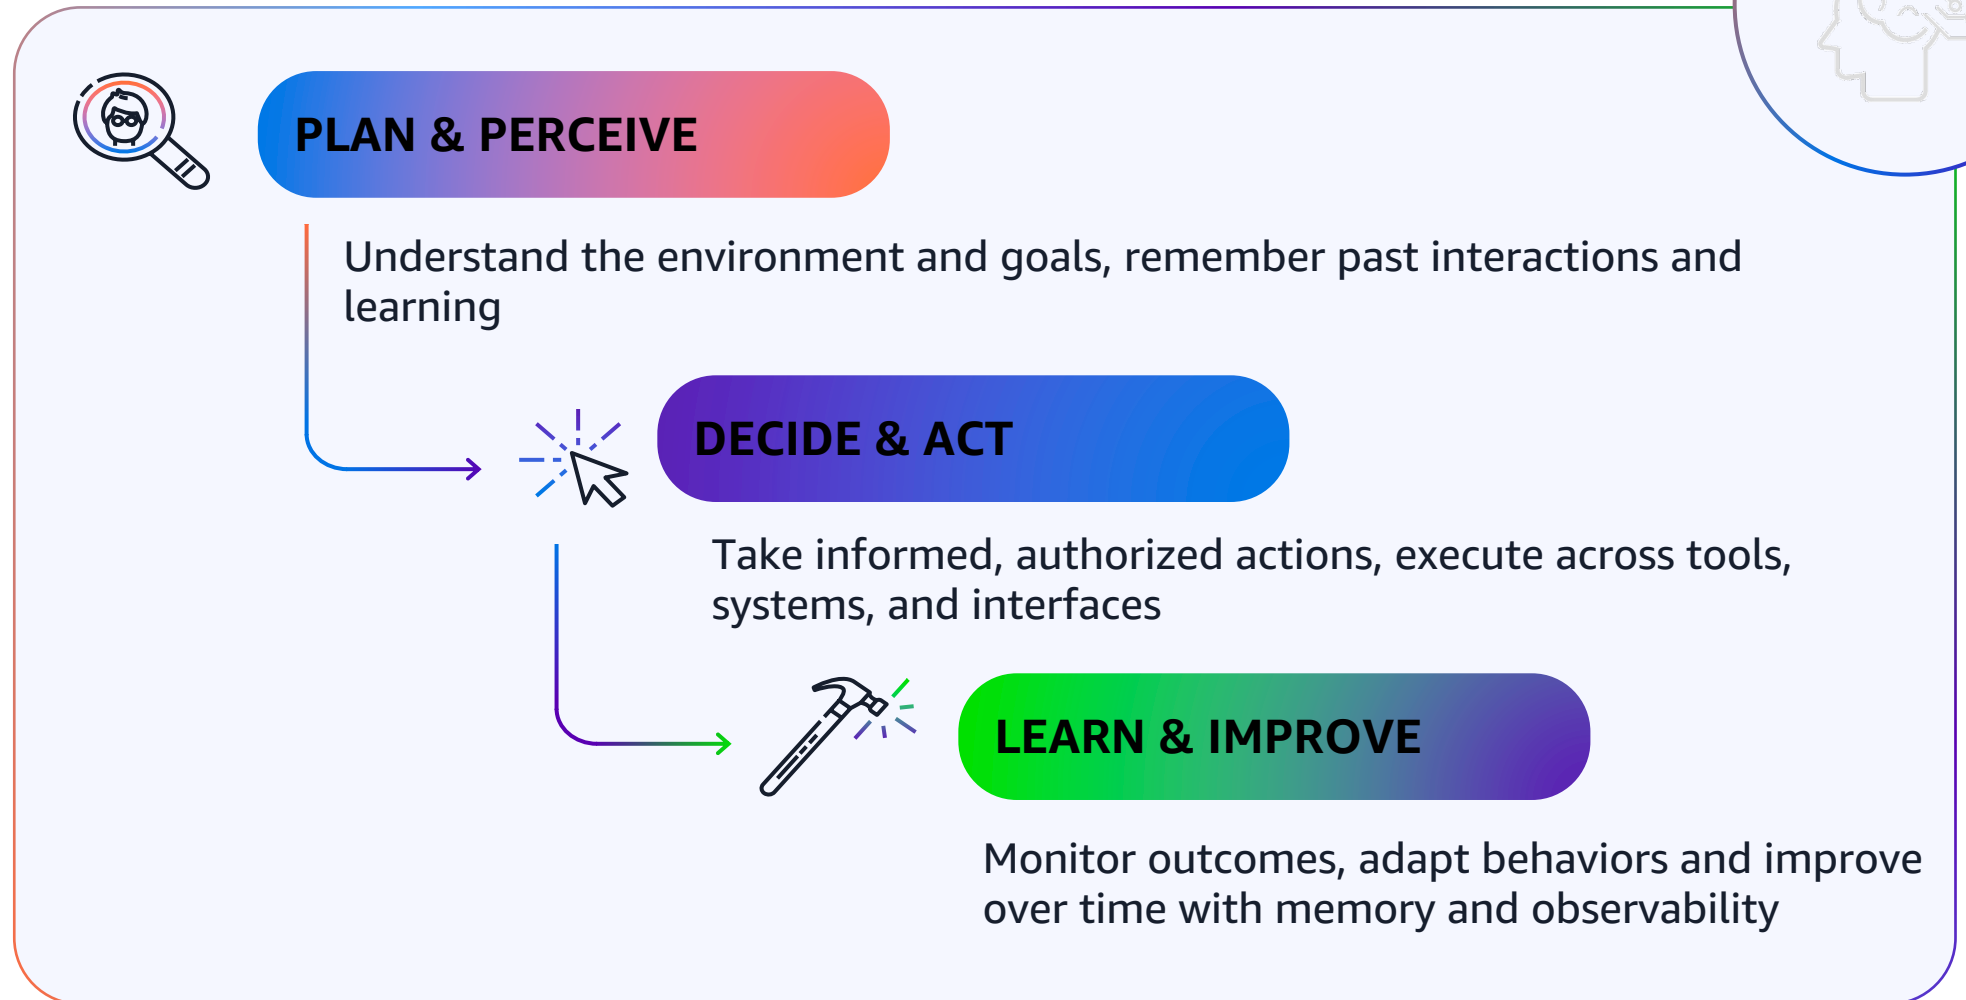 PLAN & PERCEIVE
Understand the environment and goals, remember past interactions and
learning
DECIDE & ACT
Take informed, authorized actions, execute across tools,
systems, and interfaces
LEARN & IMPROVE
Monitor outcomes, adapt behaviors and improve
over time with memory and observability